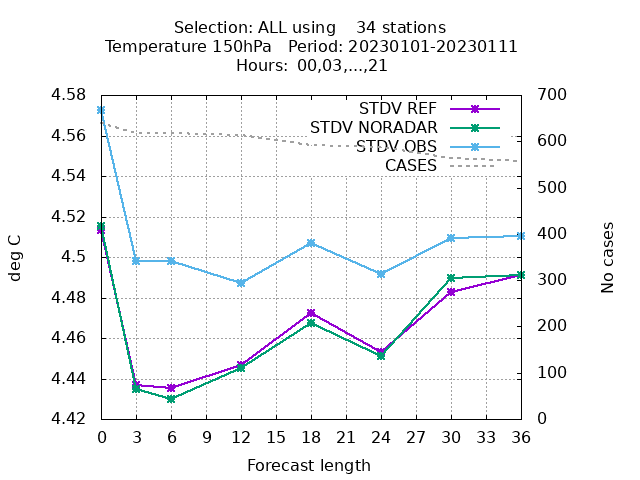 Selection: ALL using    34 stations
Temperature 150hPa   Period: 20230101-20230111
Hours:  00,03,...,21
deg C
4.58
4.56
4.54
4.52
4.5
4.48
4.46
4.44
4.42
STDV REF
STDV NORADAR
STDV OBS
CASES
700
600
500
400
300
200
100
0
No cases
0 3 6 9 12 15 18 21 24 27 30 33 36
Forecast length